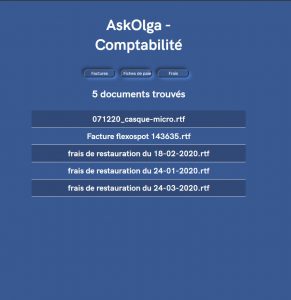 AskOlga -
Comptabilité
Factures Fiches de paie Frais
5 documents trouvés
071220_casque-micro.rtf
Facture flexospot 143635.rtf
frais de restauration du 18-02-2020.rtf
frais de restauration du 24-01-2020.rtf
frais de restauration du 24-03-2020.rtf